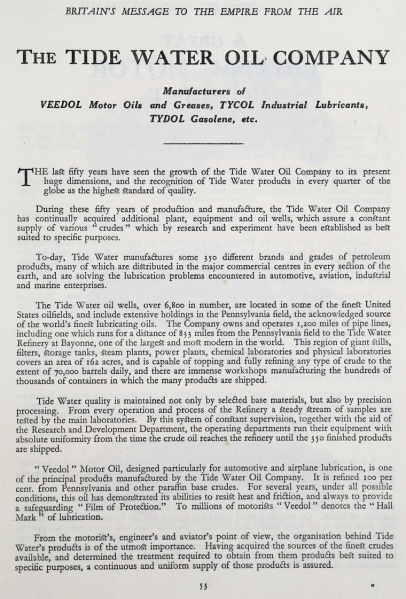 BRITAIN'S MESSAGE TO THE EMPIRE FROM THE AIR
THE TIDE WATER OIL COMPANY
Manufacturers of
VEEDOL Motor Oils and Greases, TYCOL Industrial Lubricants,
TYDOL Gasolene, etc.
THE last fifty years have seen the growth of the Tide Water Oil Company to its present
huge dimensions, and the recognition of Tide Water products in every quarter of the
globe as the highest standard of quality.
During these fifty years of production and manufacture, the Tide Water Oil Company
has continually acquired additional plant, equipment and oil wells, which assure a constant
supply of various "crudes" which by research and experiment have been established as best
suited to specific purposes.
To-day, Tide Water manufactures some 350 different brands and grades of petroleum
products, many of which are distributed in the major commercial centres in every section of the
earth, and are solving the lubrication problems encountered in automotive, aviation, industrial
and marine enterprises.
The Tide Water oil wells, over 6,800 in number, are located in some of the finest United
States oilfields, and include extensive holdings in the Pennsylvania field, the acknowledged source
of the world's finest lubricating oils. The Company owns and operates 1,200 miles of pipe lines,
including one which runs for a distance of 833 miles from the Pennsylvania field to the Tide Water
Refinery at Bayonne, one of the largest and most modern in the world. This region of giant stills,
filters, storage tanks, steam plants, power plants, chemical laboratories and physical laboratories
covers an area of 162 acres, and is capable of topping and fully refining any type of crude to the
extent of 70,000 barrels daily, and there are immense workshops manufacturing the hundreds of
thousands of containers in which the many products are shipped.
Tide Water quality is maintained not only by selected base materials, but also by precision
processing. From every operation and process of the Refinery a steady stream of samples are
tested by the main laboratories. By this system of constant supervision, together with the aid of
the Research and Development Department, the operating departments run their equipment with
absolute uniformity from the time the crude oil reaches the refinery until the 350 finished products
are shipped.
"Veedol" Motor Oil, designed particularly for automotive and airplane lubrication, is one
of the principal products manufactured by the Tide Water Oil Company. It is refined 100 per
cent. from Pennsylvania and other paraffin base crudes. For several years, under all possible
conditions, this oil has demonstrated its abilities to resist heat and friction, and always to provide
a safeguarding "Film of Protection." To millions of motorists "Veedol" denotes the "Hall
Mark" of lubrication.
From the motorist's, engineer's and aviator's point of view, the organisation behind Tide
Water's products is of the utmost importance. Having acquired the sources of the finest crudes
available, and determined the treatment required to obtain from them products best suited to
specific purposes, a continuous and uniform supply of those products is assured.
53